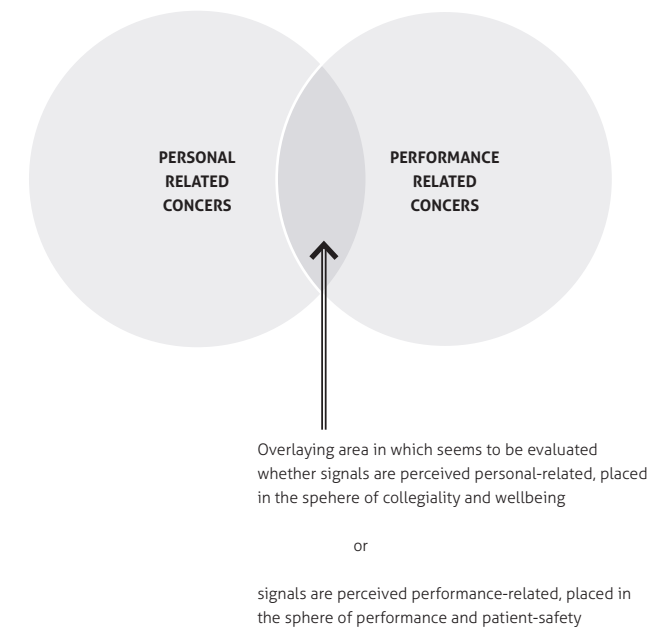 PERSONAL
RELATED
CONCERS
PERFORMANCE
RELATED
CONCERS
Overlaying area in which seems to be evaluated
whether signals are perceived personal-related, placed
in the spehere of collegiality and wellbeing
or
signals are perceived performance-related, placed in
the sphere of performance and patient-safety